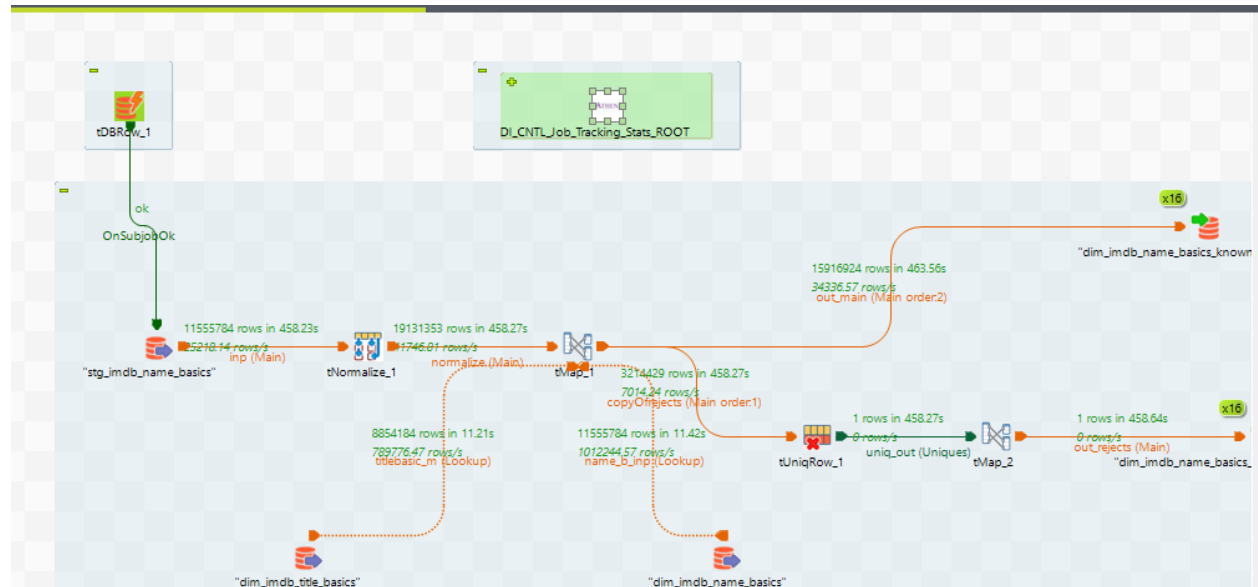 tDBRow_1
ATHEN
DI_CNTL_Job_Tracking_Stats_ROOT
ok
OnSubjobOk
x16
"dim_imdb_name_basics_known
15916924 rows in 463.56s
34336.57 rows/s
out_main (Main order:2)
11555784 rows in 458.23s
25218.14 rows/s
inp (Main)
19131353 rows in 458.27s
41746.81 rows/s
normalize (Main)
"stg_imdb_name_basics"
tNormalize_1
tMap_1
3214429 rows in 458.27s
7014.24 rows/s
copyOfrejects (Main order:1)
8854184 rows in 11.21s
789776.47 rows/s
titlebasic_m (Lookup)
11555784 rows in 11.42s
1012244.57 rows/s
name_b_inp (Lookup)
x16
1 rows in 458.27s
0 rows/s
uniq_out (Uniques)
1 rows in 458.64s
0 rows/s
out_rejects (Main)
tUniqRow_1
tMap_2
"dim_imdb_name_basics_
"dim_imdb_title_basics"
"dim_imdb_name_basics"